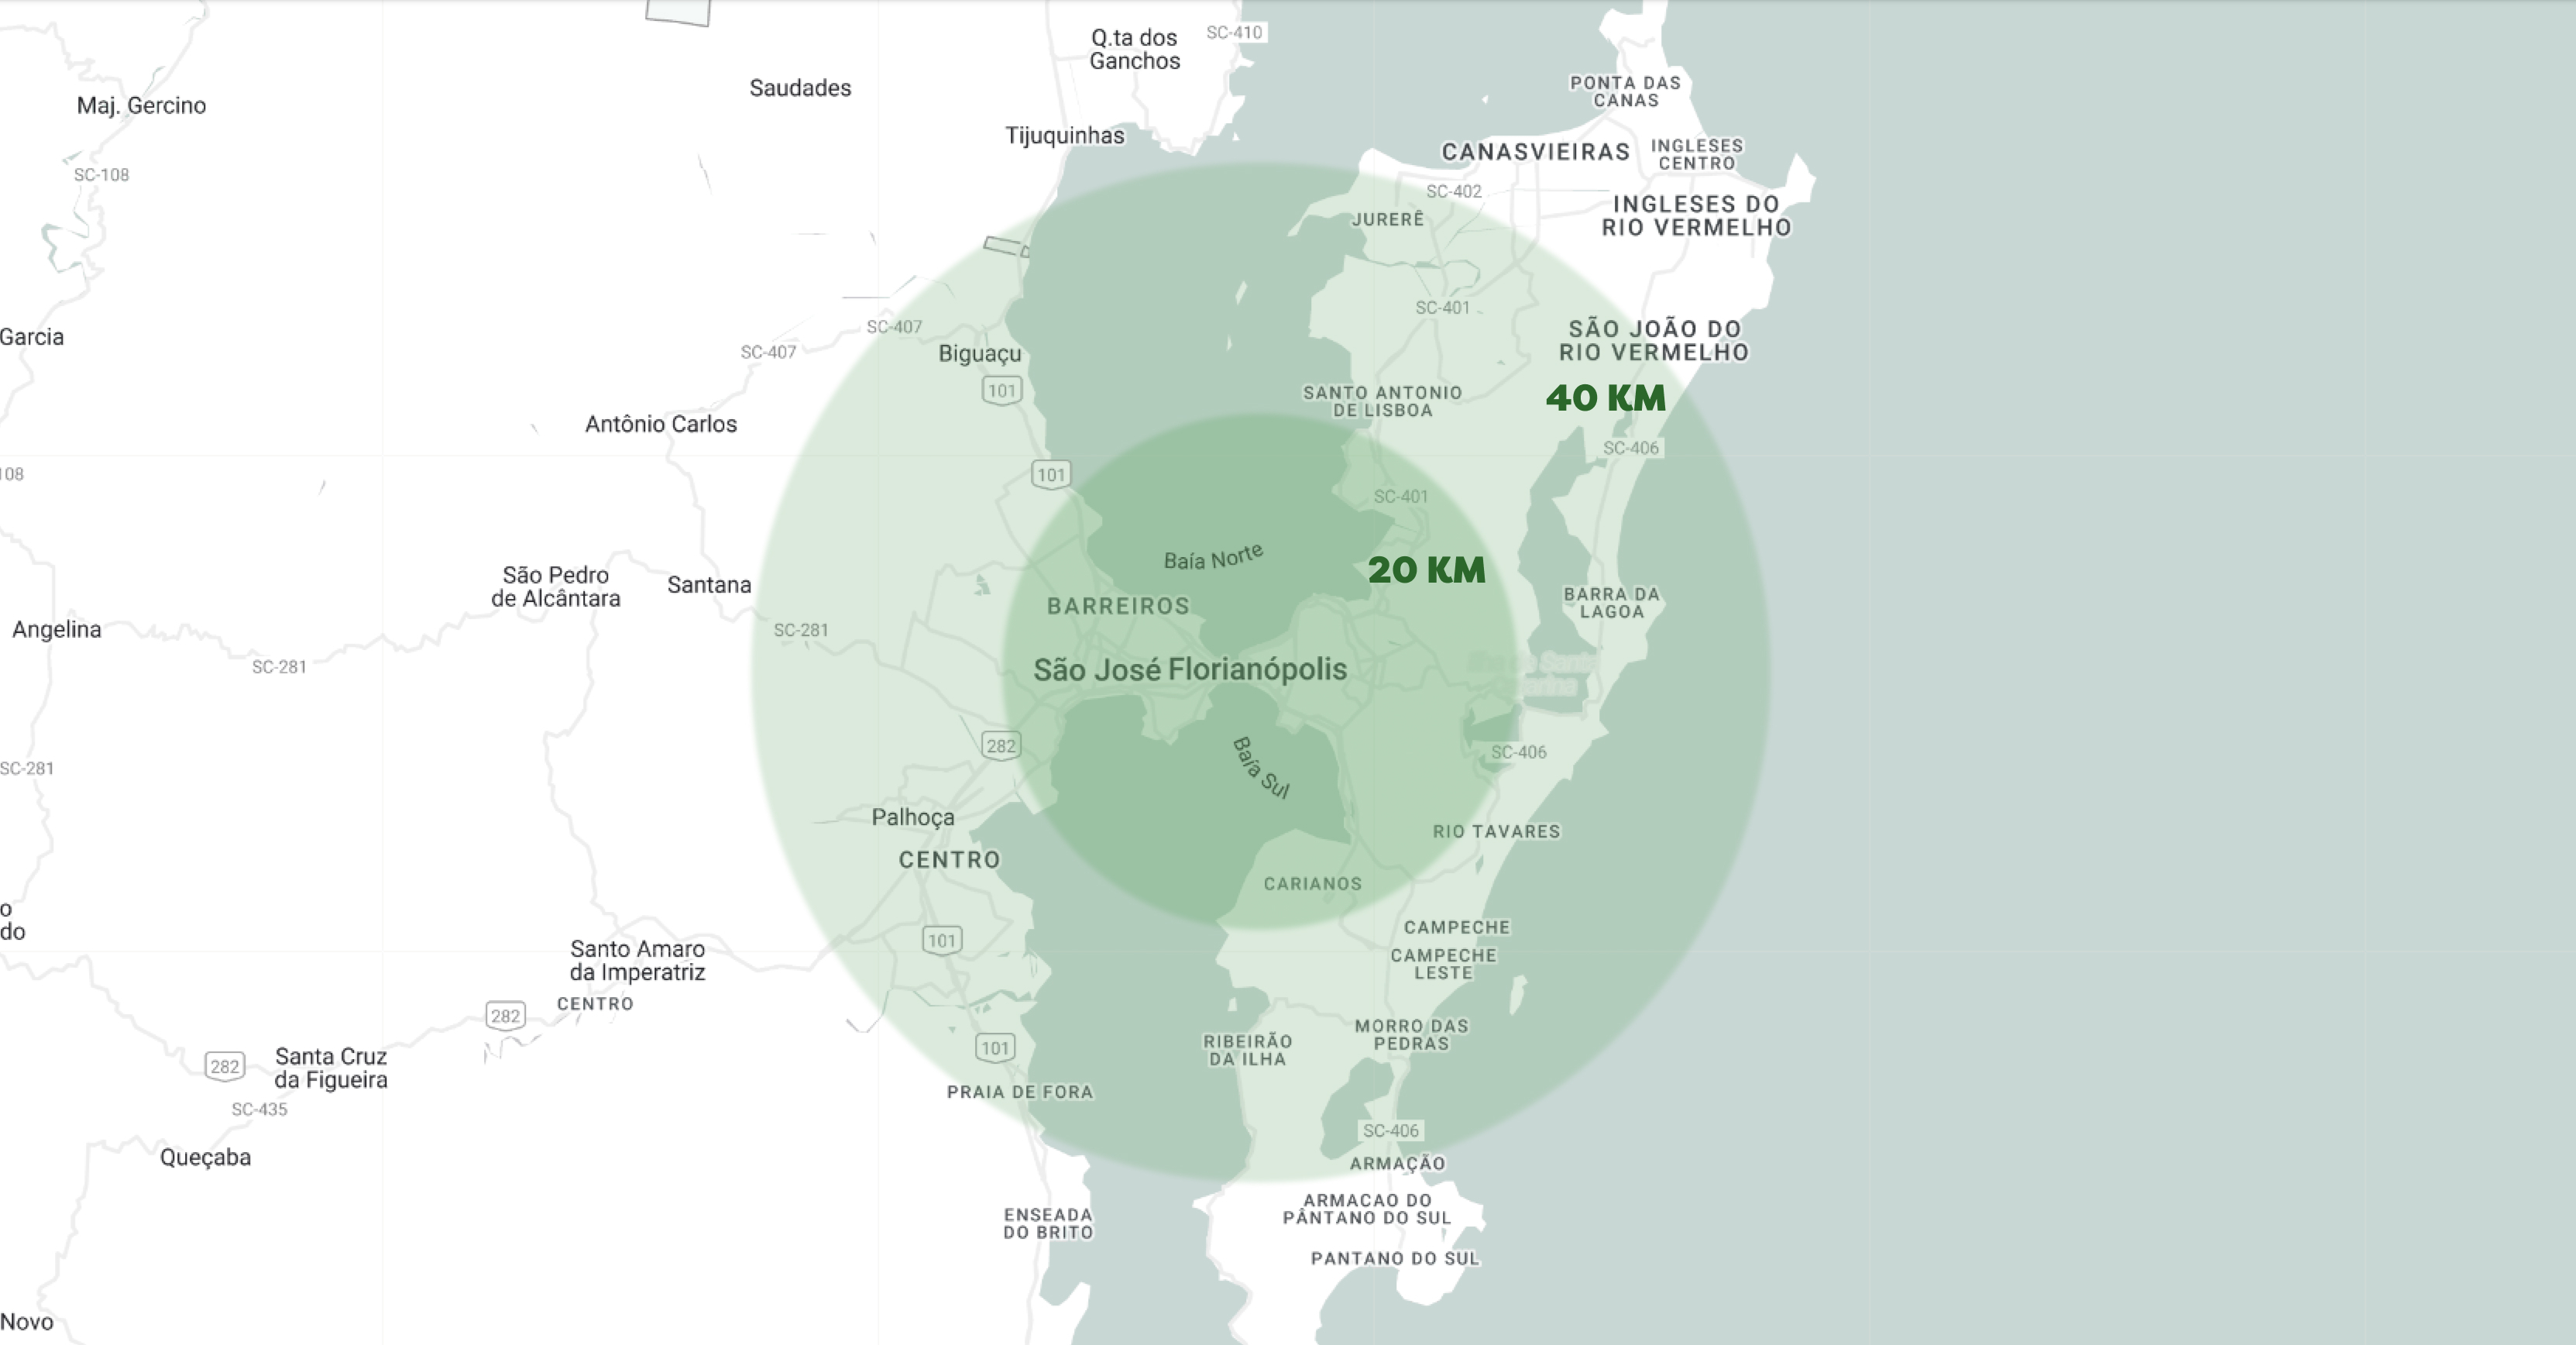 Q.ta dos
Ganchos
SC-410
Saudades
PONTA DAS
CANAS
Maj. Gercino
Tijuquinhas
CANASVIEIRAS
INGLESES
CENTRO
SC-108
SC-402
INGLESES DO
RIO VERMELHO
JURERÊ
SC-401
SC-407
Garcia
SÃO JOÃO DO
RIO VERMELHO
SC-407
Biguaçu
101
SANTO ANTONIO
DE LISBOA
40 KM
Antônio Carlos
SC-406
108
101
SC-401
Baía Norte
20 KM
São Pedro
de Alcântara
Santana
BARREIROS
BARRA DA
LAGOA
Angelina
SC-281
SC-281
São José
Florianópolis
282
SC-406
SC-281
Baía Sul
Palhoça
RIO TAVARES
CENTRO
CARIANOS
o
do
CAMPECHE
101
Santo Amaro
da Imperatriz
CAMPECHE
LESTE
CENTRO
282
MORRO DAS
PEDRAS
RIBEIRÃO
DA ILHA
101
282
Santa Cruz
da Figueira
PRAIA DE FORA
SC-435
SC-406
Queçaba
ARMAÇÃO
ARMACAO DO
PÂNTANO DO SUL
ENSEADA
DO BRITO
PANTANO DO SUL
Novo